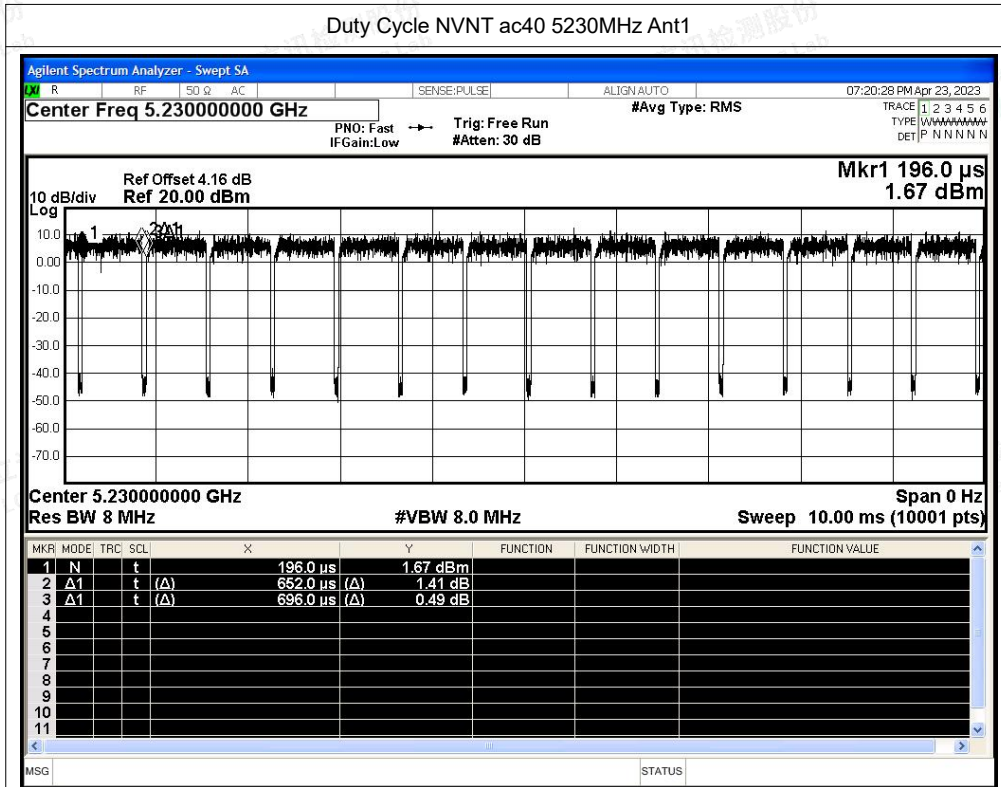 Duty Cycle NVNT ac40 5230MHz Ant1
Agilent Spectrum Analyzer - Swept SA
LXI R RF 50 Ω AC SENSE:PULSE ALIGN AUTO 07:20:28 PM Apr 23, 2023
Center Freq 5.230000000 GHz #Avg Type: RMS TRACE 1 2 3 4 5 6
PNO: Fast Trig: Free Run TYPE WWWWWW
IFGain:Low #Atten: 30 dB DET P N N N N N
Mkr1 196.0 µs
Ref Offset 4.16 dB
10 dB/div Ref 20.00 dBm 1.67 dBm
Log
10.0
0.00
-10.0
-20.0
-30.0
-40.0
-50.0
-60.0
-70.0
1
Center 5.230000000 GHz Span 0 Hz
Res BW 8 MHz #VBW 8.0 MHz Sweep 10.00 ms (10001 pts)
MKR MODE TRC SCL X Y FUNCTION FUNCTION WIDTH FUNCTION VALUE
1 N t 196.0 µs 1.67 dBm
2 Δ1 t (Δ) 652.0 µs (Δ) 1.41 dB
3 Δ1 t (Δ) 696.0 µs (Δ) 0.49 dB
4
5
6
7
8
9
10
11
MSG STATUS